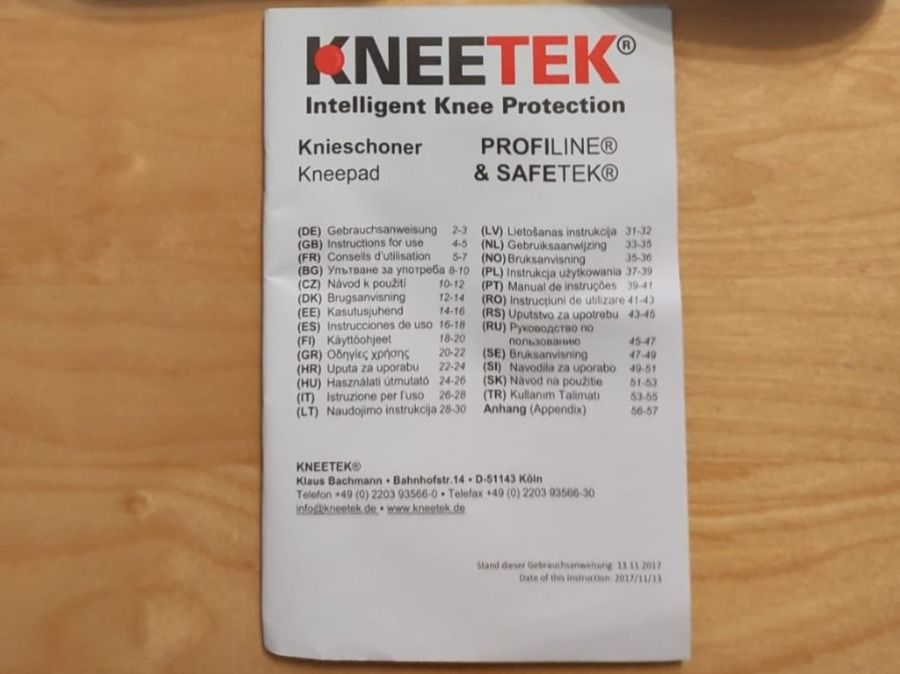 KNEETEK®
Intelligent Knee Protection
Knieschoner PROFILINE®
Kneepad & SAFETEK®
(DE) Gebrauchsanweisung 2-3
(GB) Instructions for use 4-5
(FR) Conseils d'utilisation 5-7
(BG) Упътване за употреба 8-10
(CZ) Návod k použití 10-12
(DK) Brugsanvisning 12-14
(EE) Kasutusjuhend 14-16
(ES) Instrucciones de uso 16-18
(FI) Käyttöohjeet 18-20
(GR) Οδηγίες χρήσης 20-22
(HR) Uputa za uporabu 22-24
(HU) Használati útmutató 24-26
(IT) Istruzione per l'uso 26-28
(LT) Naudojimo instrukcija 28-30
(LV) Lietošanas instrukcija 31-32
(NL) Gebruiksaanwijzing 33-35
(NO) Bruksanvisning 35-36
(PL) Instrukcja użytkowania 37-39
(PT) Manual de instruções 39-41
(RO) Instrucțiuni de utilizare 41-43
(RS) Uputstvo za upotrebu 43-45
(RU) Руководство по
пользованию 45-47
(SE) Bruksanvisning 47-49
(SI) Navodila za uporabo 49-51
(SK) Návod na použitie 51-53
(TR) Kullanim Talimati 53-55
Anhang (Appendix) 56-57
KNEETEK®
Klaus Bachmann • Bahnhofstr.14 • D-51143 Köln
Telefon +49 (0) 2203 93566-0 • Telefax +49 (0) 2203 93566-30
info@kneetek.de • www.kneetek.de
Stand dieser Gebrauchsanweisung: 13.11.2017
Date of this instruction: 2017/11/13